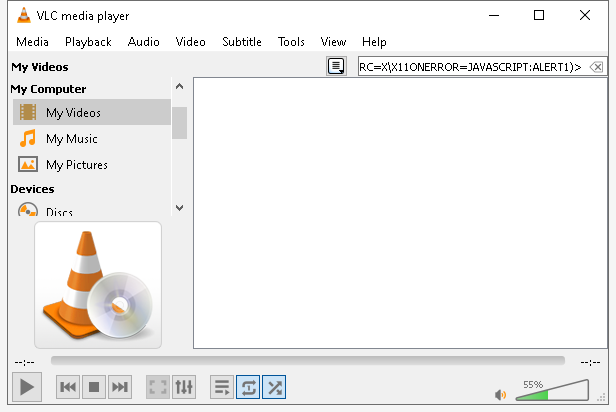 VLC media player
Media Playback Audio Video Subtitle Tools View Help
My Videos
RC=X\X11ONERROR=JAVASCRIPT:ALERT1)>
My Computer
My Videos
My Music
My Pictures
Devices
Discs
--:-- --:--
55%